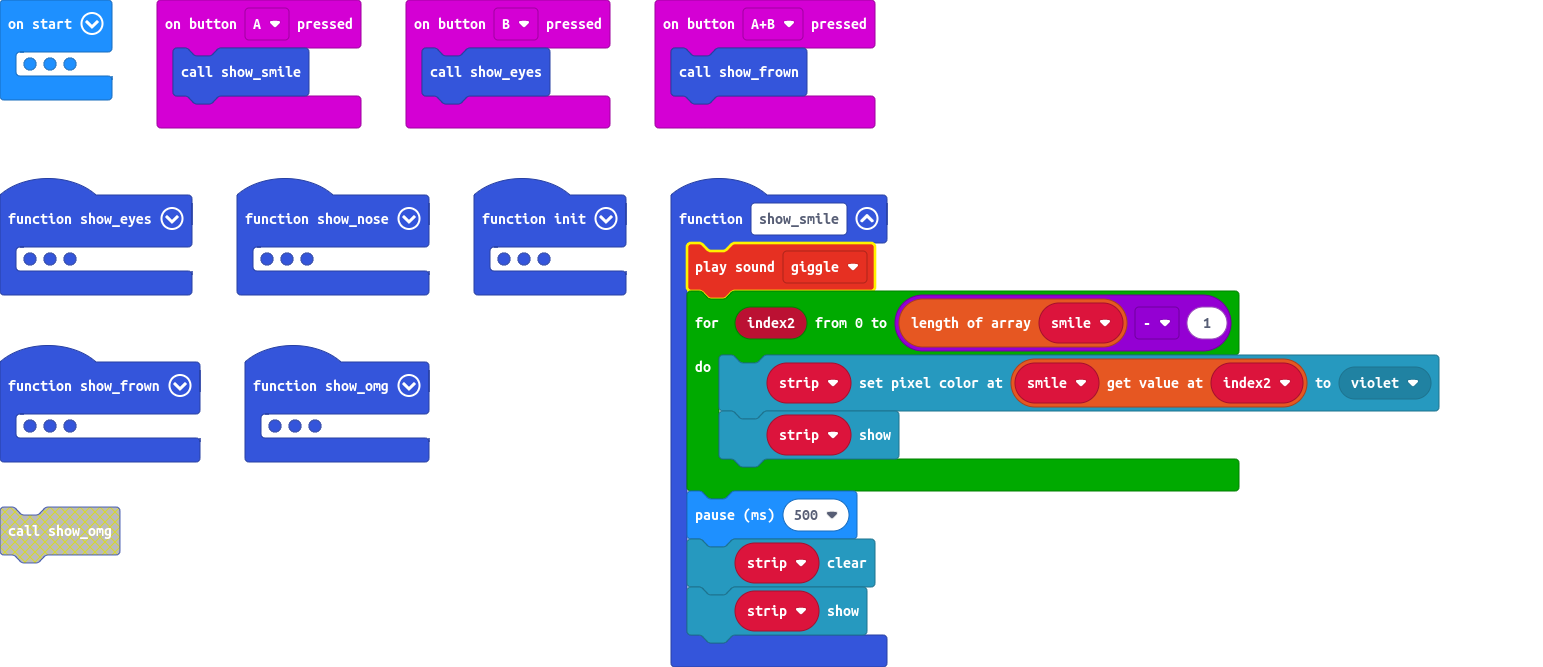 on start
on button A pressed
call show_smile
on button B pressed
call show_eyes
on button A+B pressed
call show_frown
function show_eyes
function show_nose
function init
function show_smile
play sound giggle
for index2 from 0 to length of array smile - 1
do
strip set pixel color at smile get value at index2 to violet
strip show
pause (ms) 500
strip clear
strip show
function show_frown
function show_omg
call show_omg